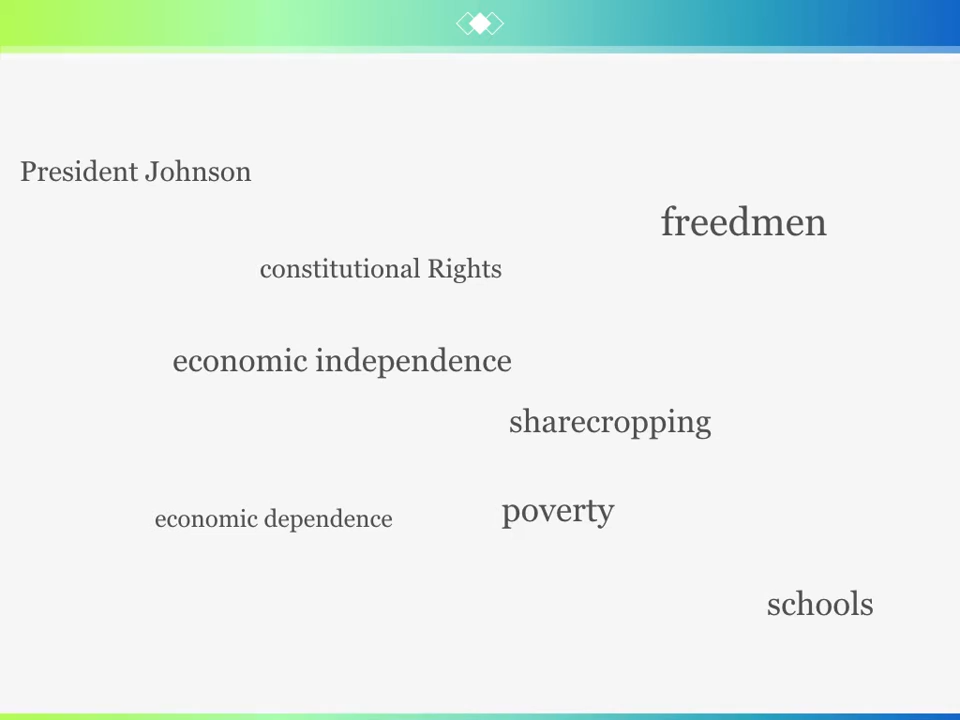 President Johnson
freedmen
constitutional Rights
economic independence
sharecropping
economic dependence
poverty
schools